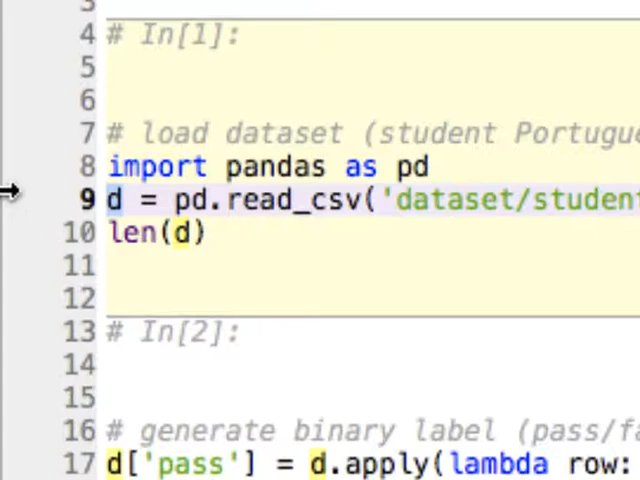 3
4 # In[1]:
5
6
7 # load dataset (student Portugue
8 import pandas as pd
9 d = pd.read_csv('dataset/student
10 len(d)
11
12
13 # In[2]:
14
15
16 # generate binary label (pass/fa
17 d['pass'] = d.apply(lambda row: